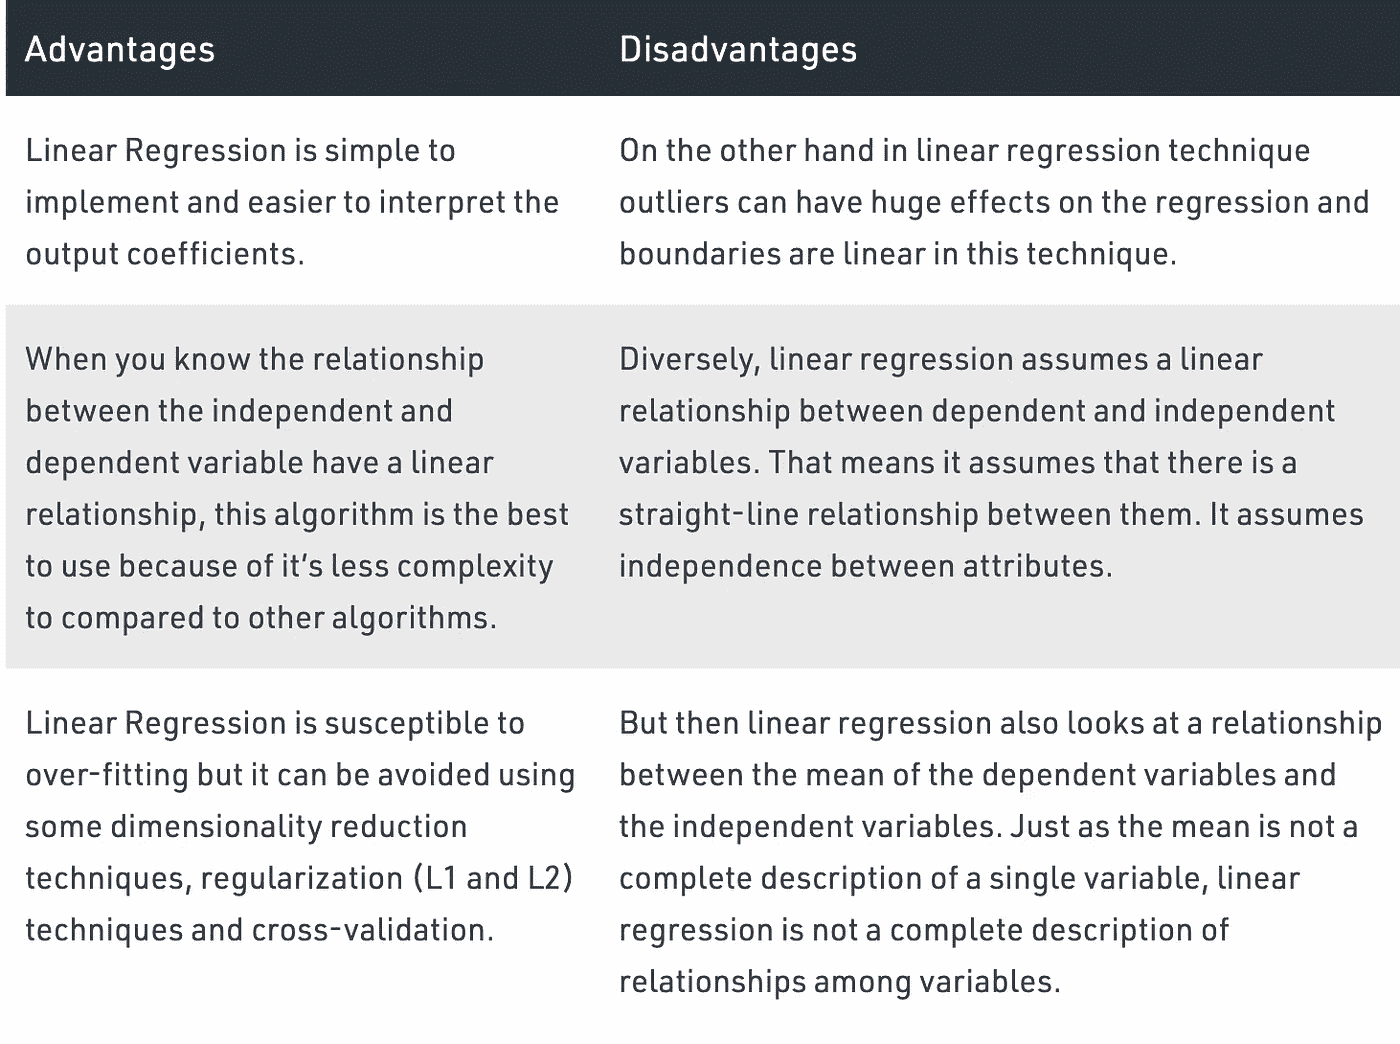 Advantages
Disadvantages
Linear Regression is simple to
implement and easier to interpret the
output coefficients.
On the other hand in linear regression technique
outliers can have huge effects on the regression and
boundaries are linear in this technique.
When you know the relationship
between the independent and
dependent variable have a linear
relationship, this algorithm is the best
to use because of it's less complexity
to compared to other algorithms.
Diversely, linear regression assumes a linear
relationship between dependent and independent
variables. That means it assumes that there is a
straight-line relationship between them. It assumes
independence between attributes.
Linear Regression is susceptible to
over-fitting but it can be avoided using
some dimensionality reduction
techniques, regularization (L1 and L2)
techniques and cross-validation.
But then linear regression also looks at a relationship
between the mean of the dependent variables and
the independent variables. Just as the mean is not a
complete description of a single variable, linear
regression is not a complete description of
relationships among variables.